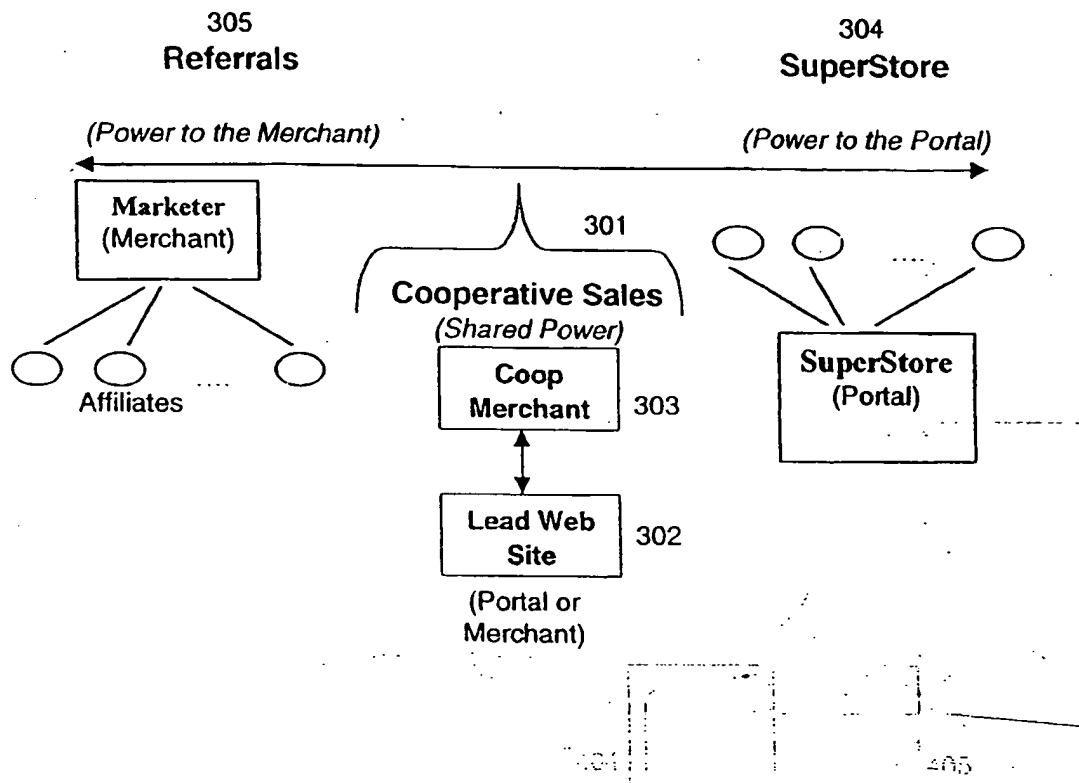 305
Referrals
304
SuperStore
(Power to the Merchant)
(Power to the Portal)
Marketer
(Merchant)
301
Cooperative Sales
(Shared Power)
....
....
Affiliates
Coop
Merchant
303
SuperStore
(Portal)
Lead Web
Site
302
(Portal or
Merchant)
405